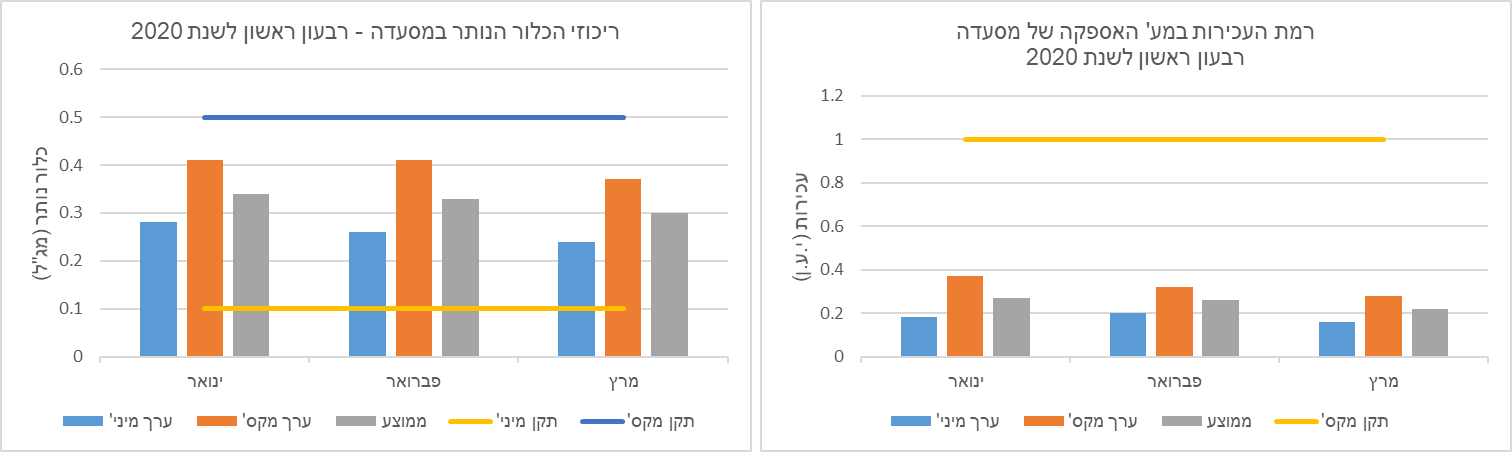 ריכוזי הכלור הנותר במסעדה - רבעון ראשון לשנת 2020
0.6
0.5
0.4
0.3
0.2
0.1
0
כלור נותר (מג"ל)
ינואר
פברואר
מרץ
ערך מיני'
ערך מקס'
ממוצע
תקן מיני'
תקן מקס'
רמת העכירות במע' האספקה של מסעדה
רבעון ראשון לשנת 2020
1.2
1
0.8
0.6
0.4
0.2
0
עכירות (י.ע.ן)
ינואר
פברואר
מרץ
ערך מיני'
ערך מקס'
ממוצע
תקן מקס'